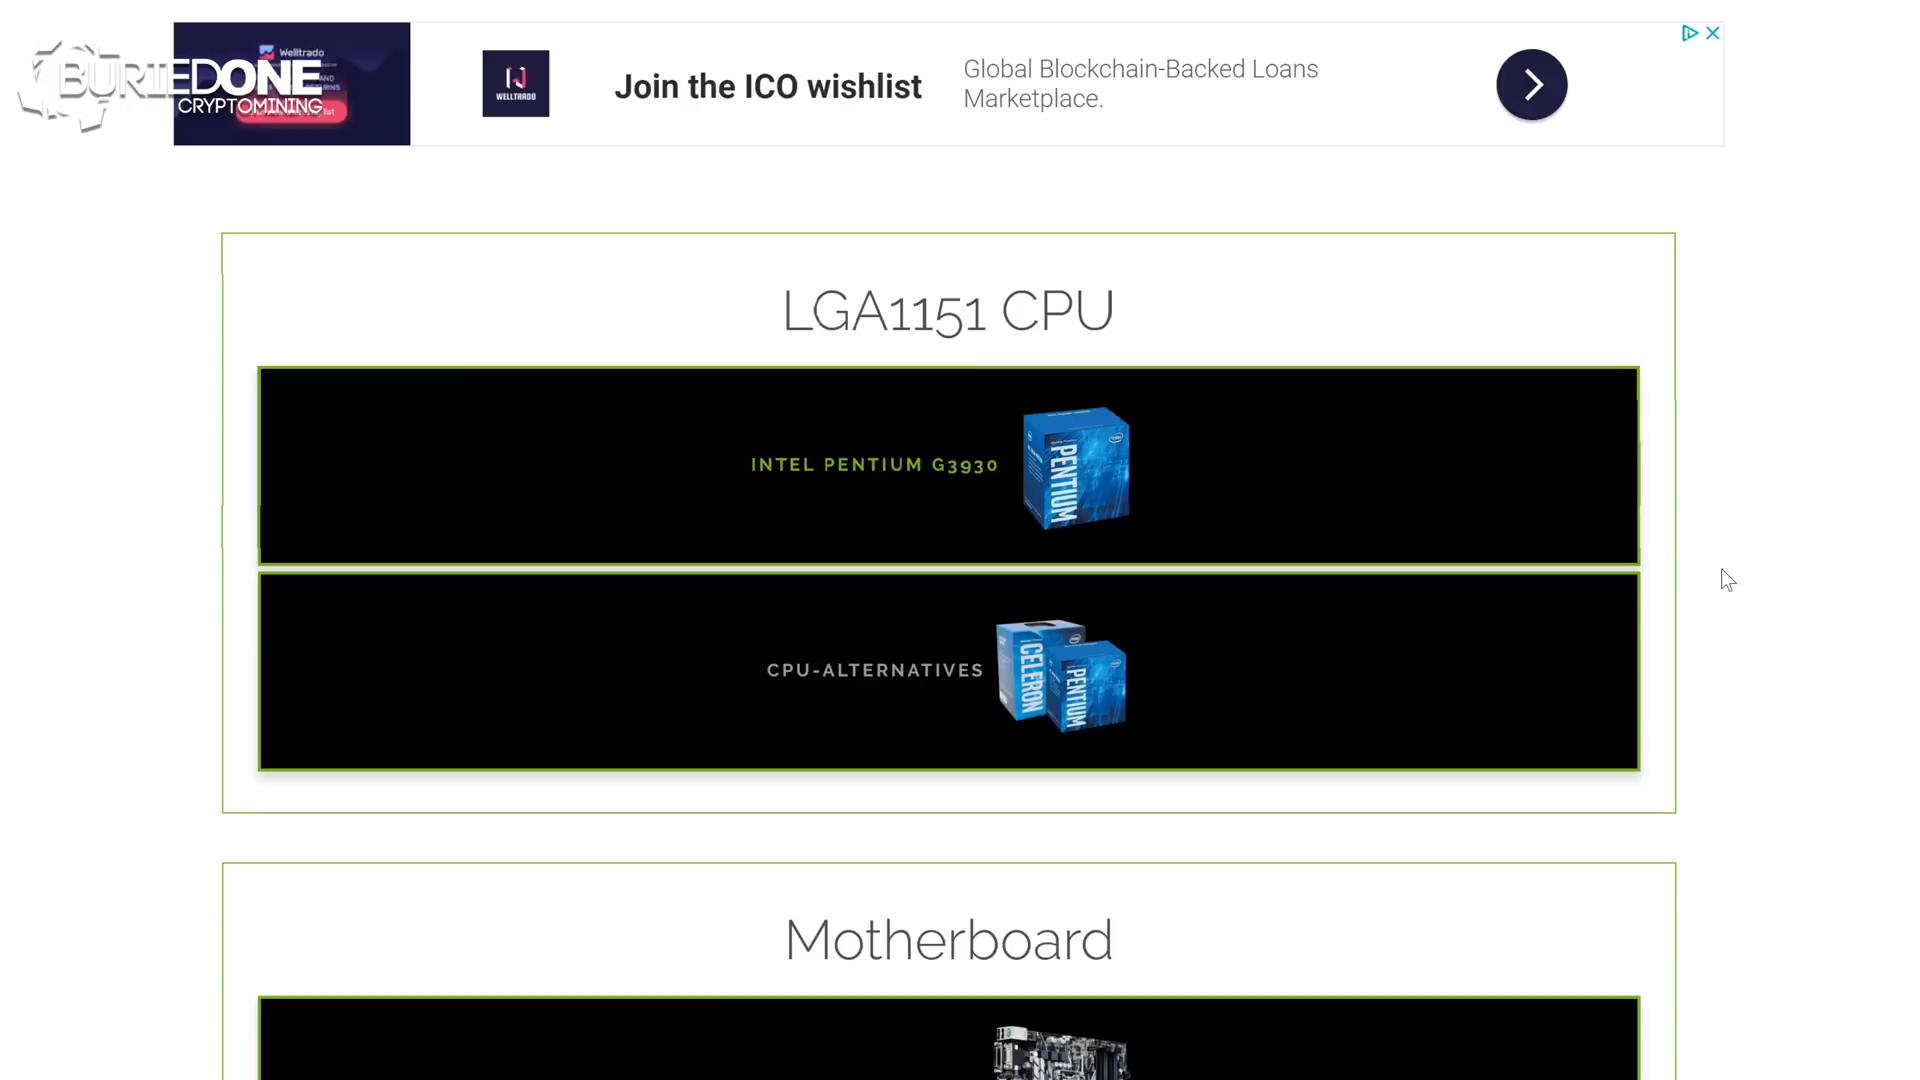 BURIEDONE
CRYPTOMINING
Welltrado
list
WELLTRADO
Join the ICO wishlist
Global Blockchain-Backed Loans
Marketplace.
LGA1151 CPU
INTEL PENTIUM G3930
PENTIUM
CPU-ALTERNATIVES
CELERON
PENTIUM
Motherboard